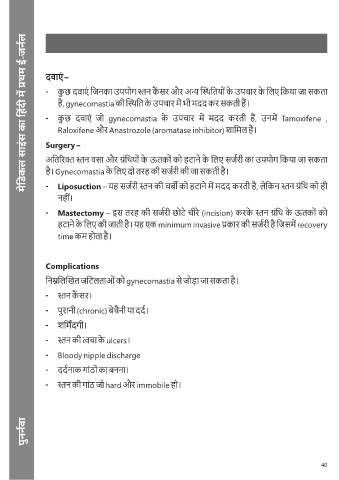 मेडिकल साइंस का हिंदी में प्रथम ई-जर्नल
दवाएं –
- कुछ दवाएं जिनका उपयोग स्तन कैंसर और अन्य स्थितियों के उपचार के लिए किया जा सकता
है, gynecomastia की स्थिति के उपचार में भी मदद कर सकती हैं।
- कुछ दवाएं जो gynecomastia के उपचार में मदद करती हैं, उनमें Tamoxifene ,
Raloxifene और Anastrozole (aromatase inhibitor) शामिल हैं।
Surgery –
अतिरिक्त स्तन वसा और ग्रंथियों के ऊतकों को हटाने के लिए सर्जरी का उपयोग किया जा सकता
है। Gynecomastia के लिए दो तरह की सर्जरी की जा सकती है।
- Liposuction – यह सर्जरी स्तन की चर्बी को हटाने में मदद करती है, लेकिन स्तन ग्रंथि को ही
नहीं।
- Mastectomy – इस तरह की सर्जरी छोटे चीरे (incision) करके स्तन ग्रंथि के ऊतकों को
हटाने के लिए की जाती है। यह एक minimum invasive प्रकार की सर्जरी है जिसमें recovery
time कम होता है।
Complications
निम्नलिखित जटिलताओं को gynecomastia से जोड़ा जा सकता है।
- स्तन कैंसर।
- पुरानी (chronic) बेचैनी या दर्द।
- शर्मिंदगी।
- स्तन की त्वचा के ulcers।
- Bloody nipple discharge
- दर्दनाक गांठों का बनना।
- स्तन की गांठ जो hard और immobile हो।
पुनर्नवा
40